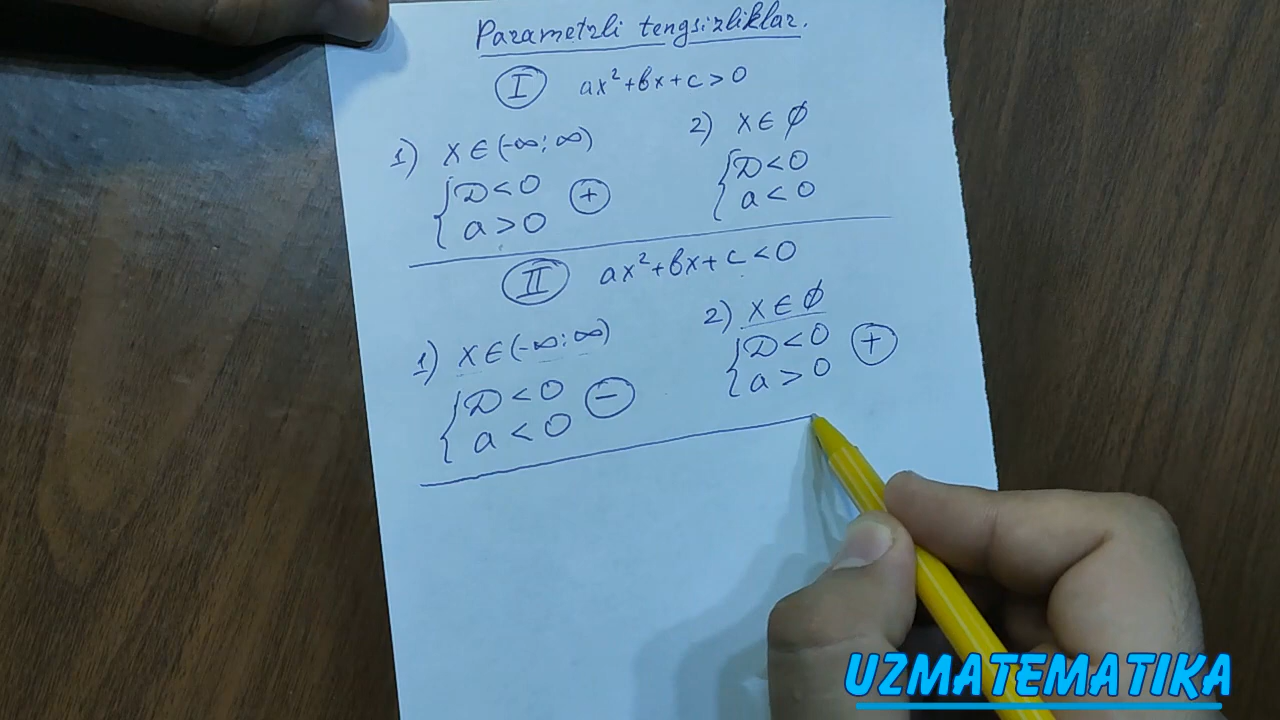 Parametrli tengsizliklar.
I ax²+bx+c>0
1) x∈(-∞;∞)
{D<0
{a>0 +
2) x∈∅
{D<0
{a<0
II ax²+bx+c<0
1) x∈(-∞;∞)
{D<0
{a<0 −
2) x∈∅
{D<0
{a>0 +
UZMATEMATIKA